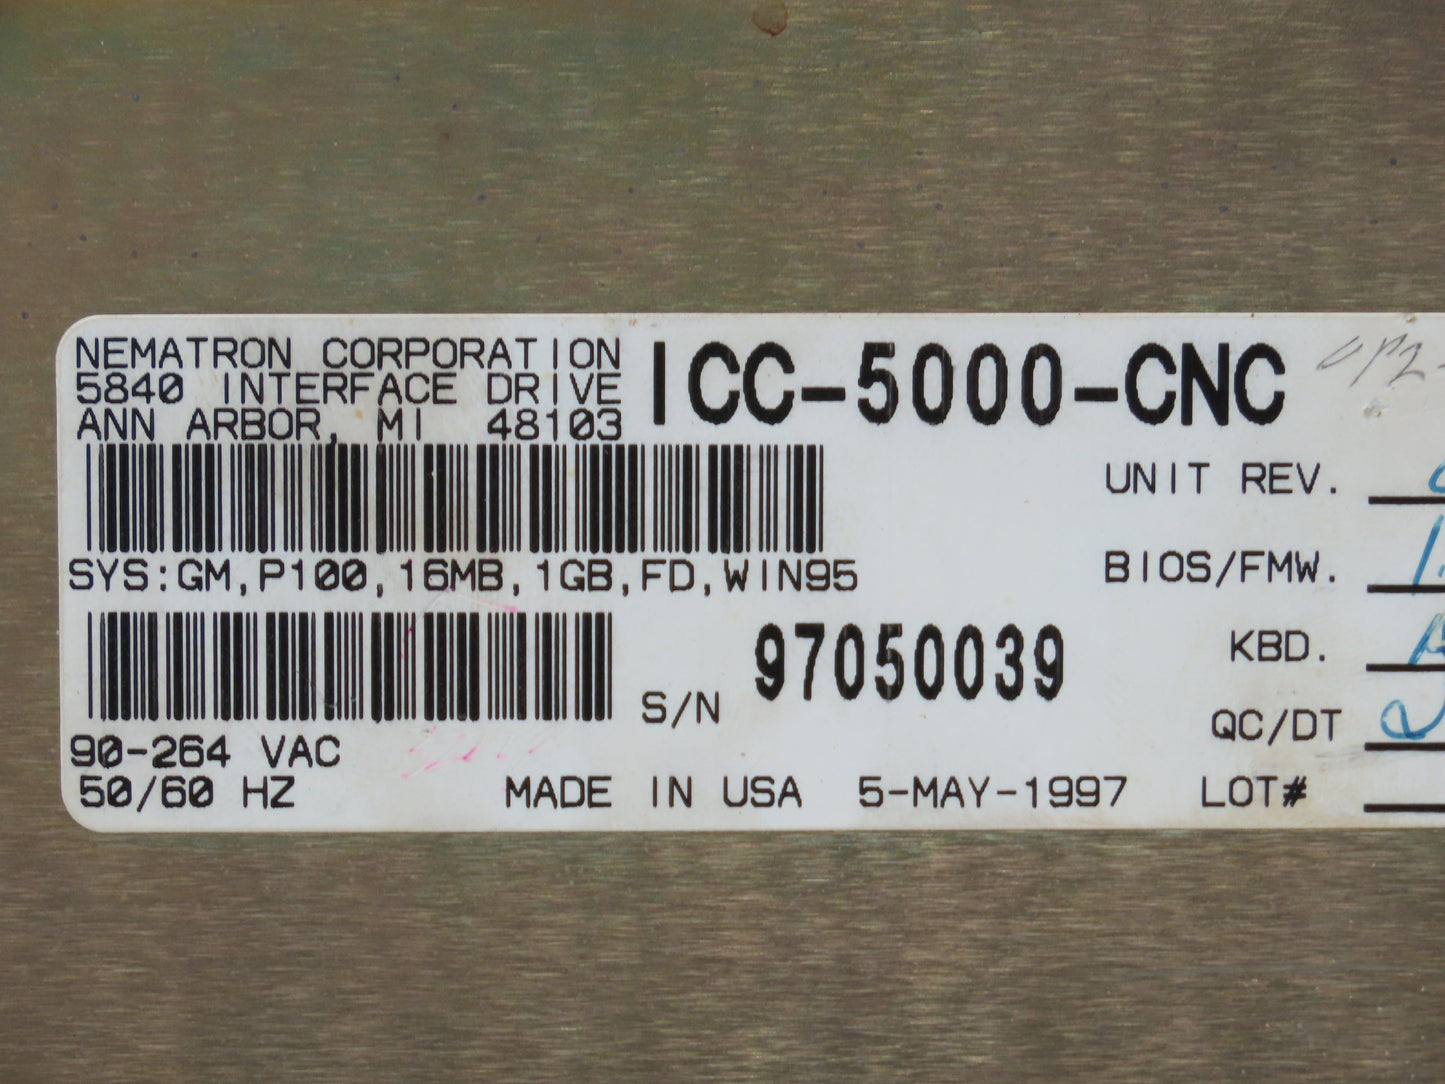 NEMATRON CORPORATION
5840 INTERFACE DRIVE
ANN ARBOR, MI 48103
ICC-5000-CNC
UNIT REV.
SYS:GM,P100,16MB,1GB,FD,WIN95
BIOS/FMW.
S/N 97050039
KBD.
QC/DT
90-264 VAC
50/60 HZ
MADE IN USA 5-MAY-1997
LOT#